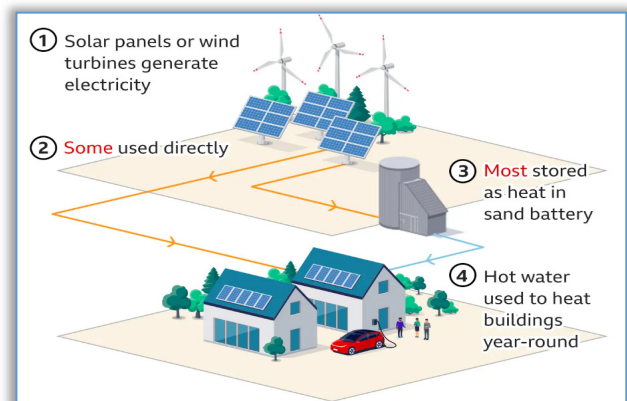 1 Solar panels or wind
turbines generate
electricity
2 Some used directly
3 Most stored
as heat in
sand battery
4 Hot water
used to heat
buildings
year-round